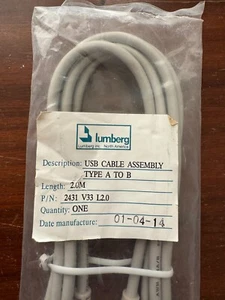 lumberg
Lumberg Inc. North America
Description: USB CABLE ASSEMBLY
TYPE A TO B
Length: 2.0M
P/N: 2431 V33 L2.0
Quantity: ONE
Date manufacture: 01-04-14